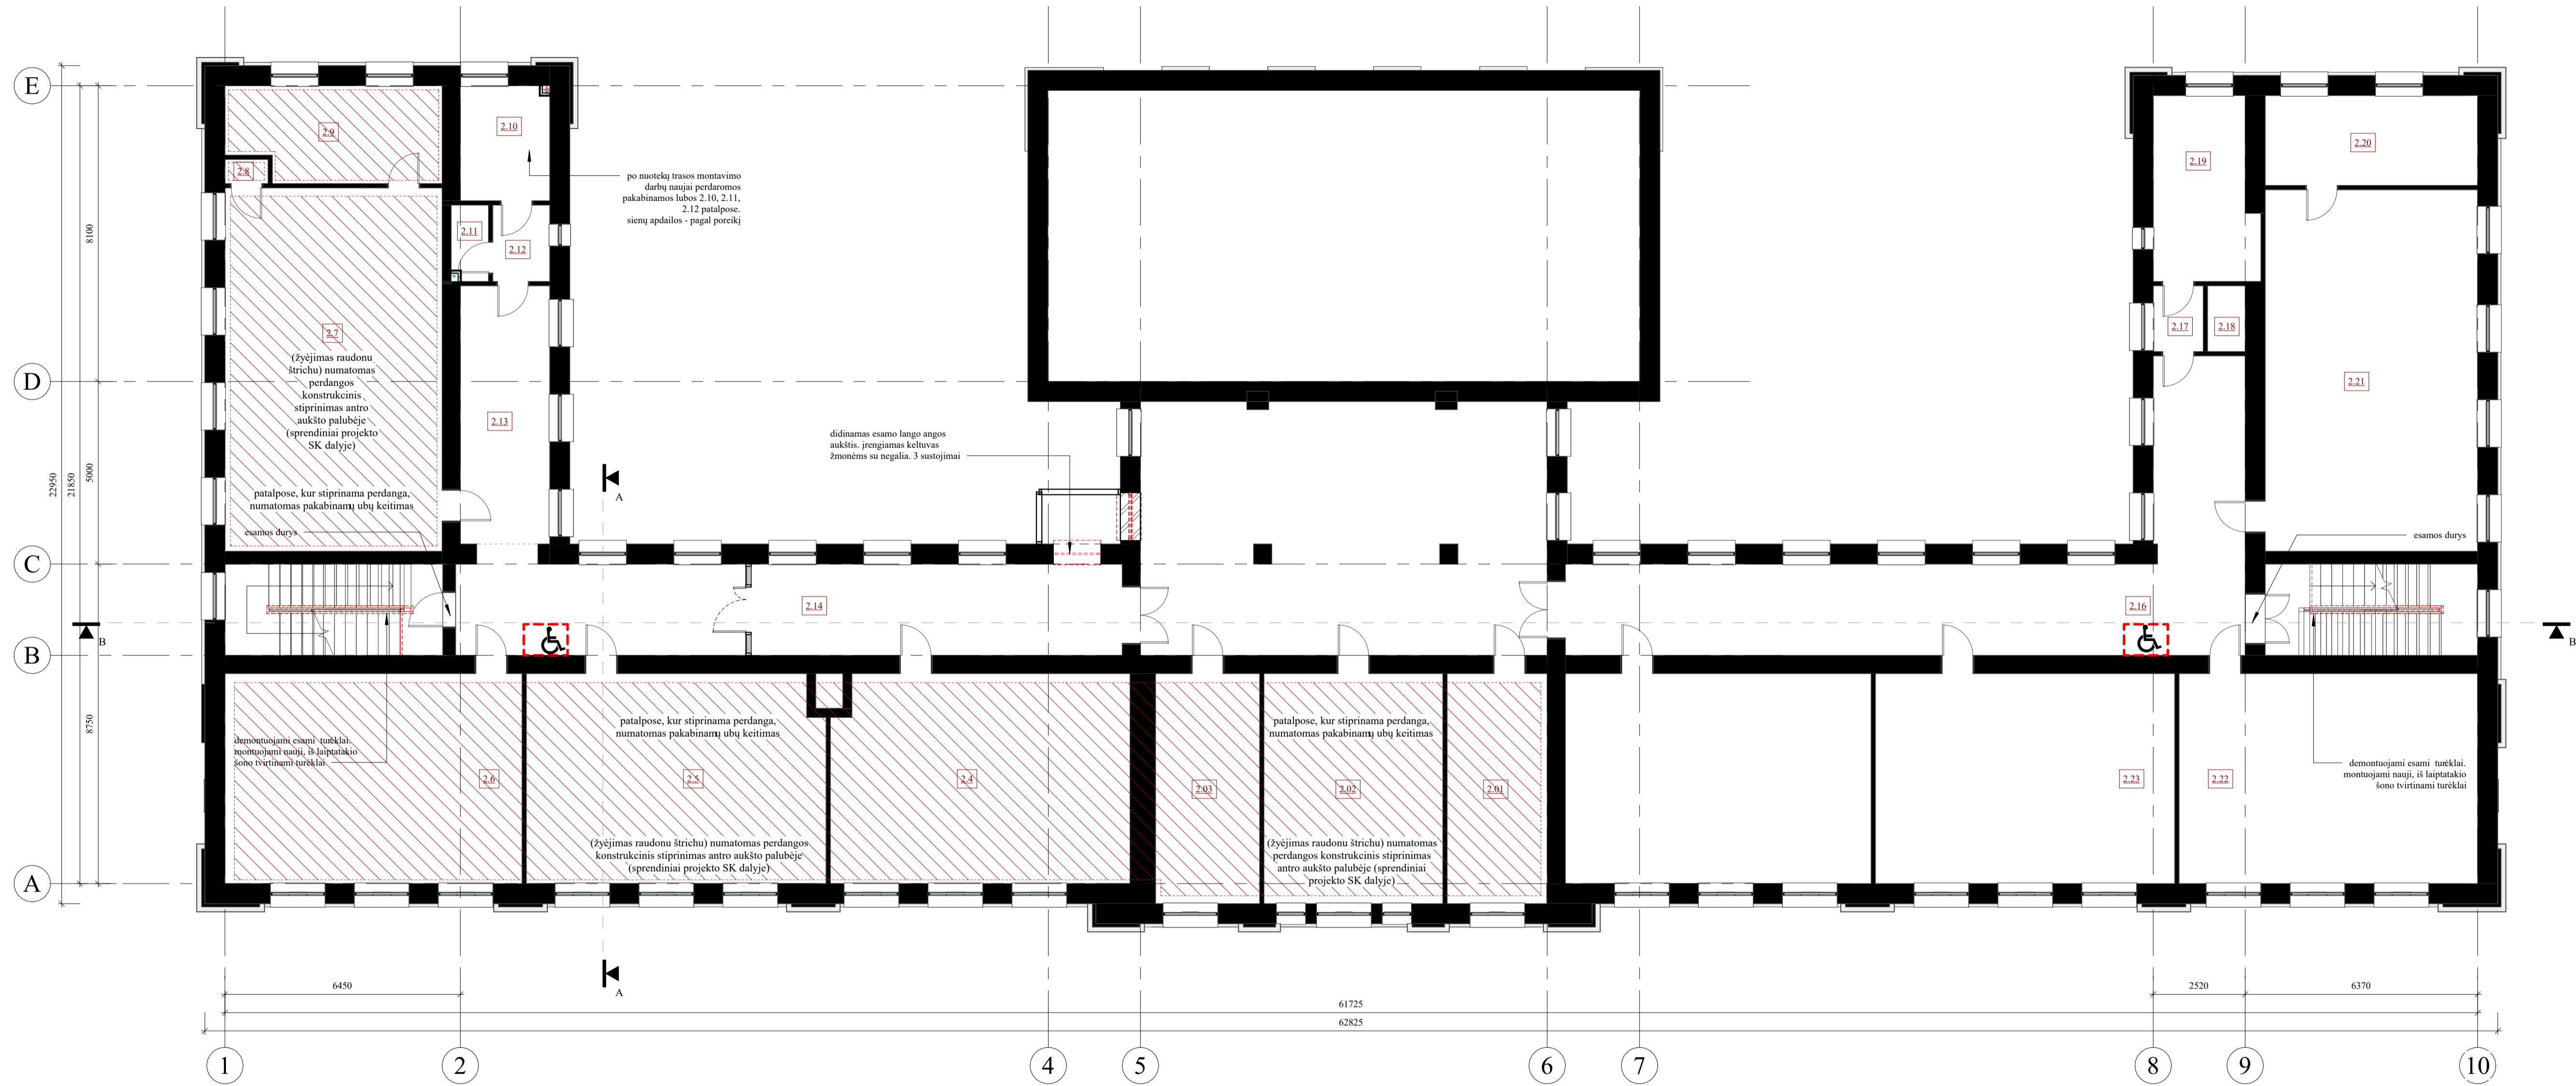 E
D
C
B
A
22950
21850
8100
5000
8750
2.9
2.8
2.10
2.11
2.12
po nuotekų trasos montavimo
darbų naujai perdaromos
pakabinamos lubos 2.10, 2.11,
2.12 patalpose.
sienų apdailos - pagal poreikį
2.7
(žyėjimas raudonu
štrichu) numatomas
perdangos
konstrukcinis
stiprinimas antro
aukšto palubėje
(sprendiniai projekto
SK dalyje)
patalpose, kur stiprinama perdanga,
numatomas pakabinamų ubų keitimas
esamos durys
2.13
A
didinamas esamo lango angos
aukštis. įrengiamas keltuvas
žmonėms su negalia. 3 sustojimai
2.14
B
demontuojami esami turėklai.
montuojami nauji, iš laiptatakio
šono tvirtinami turėklai
2.6
patalpose, kur stiprinama perdanga,
numatomas pakabinamų ubų keitimas
2.5
2.4
(žyėjimas raudonu štrichu) numatomas perdangos
konstrukcinis stiprinimas antro aukšto palubėje
(sprendiniai projekto SK dalyje)
patalpose, kur stiprinama perdanga,
numatomas pakabinamų ubų keitimas
2.03
2.02
2.01
(žyėjimas raudonu štrichu) numatomas
perdangos konstrukcinis stiprinimas
antro aukšto palubėje (sprendiniai
projekto SK dalyje)
2.19
2.20
2.17
2.18
2.21
esamos durys
2.16
B
2.23
2.22
demontuojami esami turėklai.
montuojami nauji, iš laiptatakio
šono tvirtinami turėklai
A
6450
61725
62825
2520
6370
1
2
4
5
6
7
8
9
10